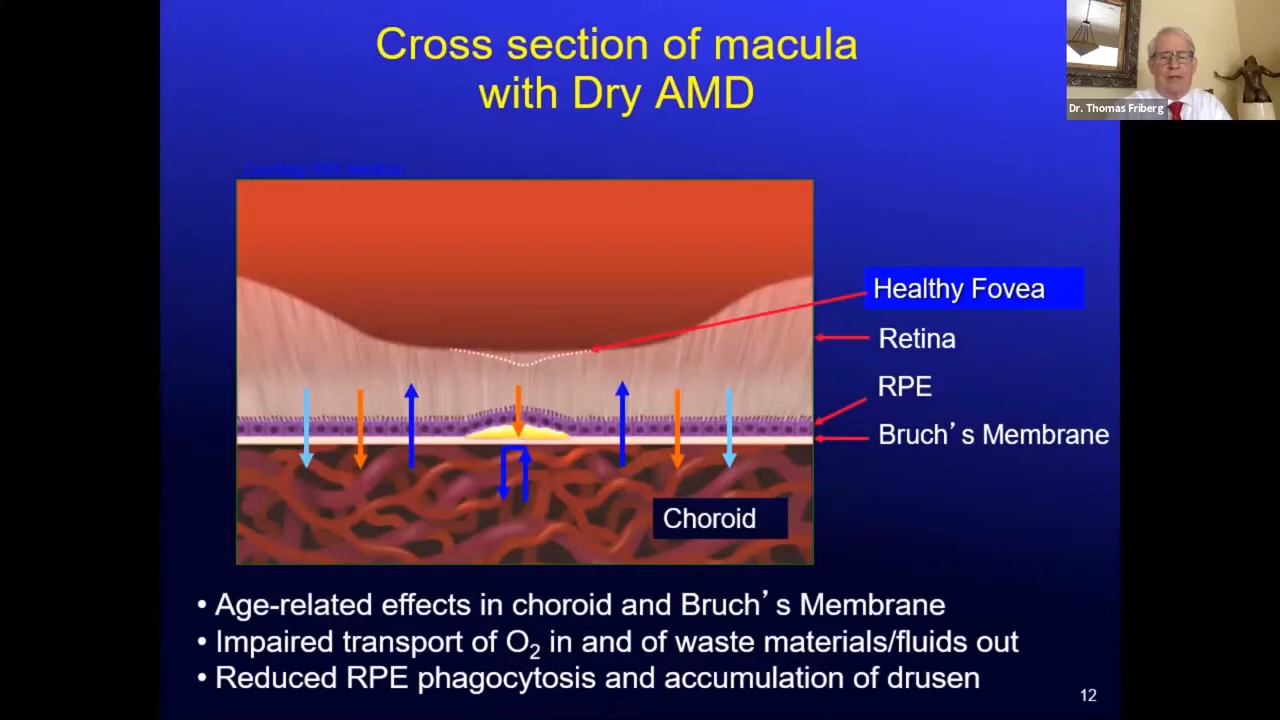 Cross section of macula
with Dry AMD
Dr. Thomas Friberg
Healthy Fovea
Retina
RPE
Bruch’s Membrane
Choroid
• Age-related effects in choroid and Bruch’s Membrane
• Impaired transport of O₂ in and of waste materials/fluids out
• Reduced RPE phagocytosis and accumulation of drusen
12